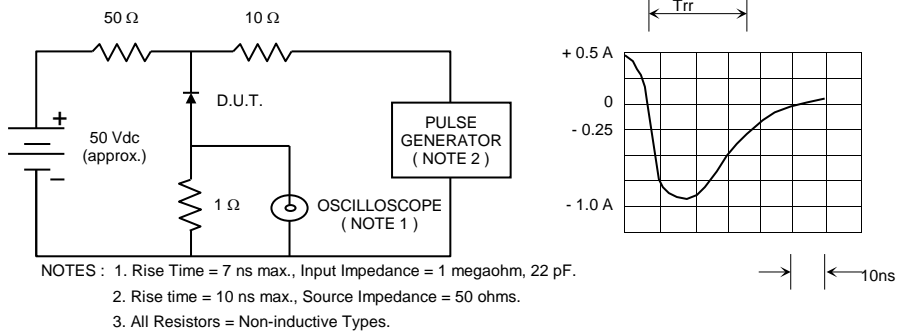 50 Ω
10 Ω
Trr
+ 0.5 A
D.U.T.
0
+
50 Vdc
(approx.)
PULSE
GENERATOR
( NOTE 2 )
- 0.25
1 Ω
OSCILLOSCOPE
( NOTE 1 )
- 1.0 A
NOTES : 1. Rise Time = 7 ns max., Input Impedance = 1 megaohm, 22 pF.
2. Rise time = 10 ns max., Source Impedance = 50 ohms.
3. All Resistors = Non-inductive Types.
10ns